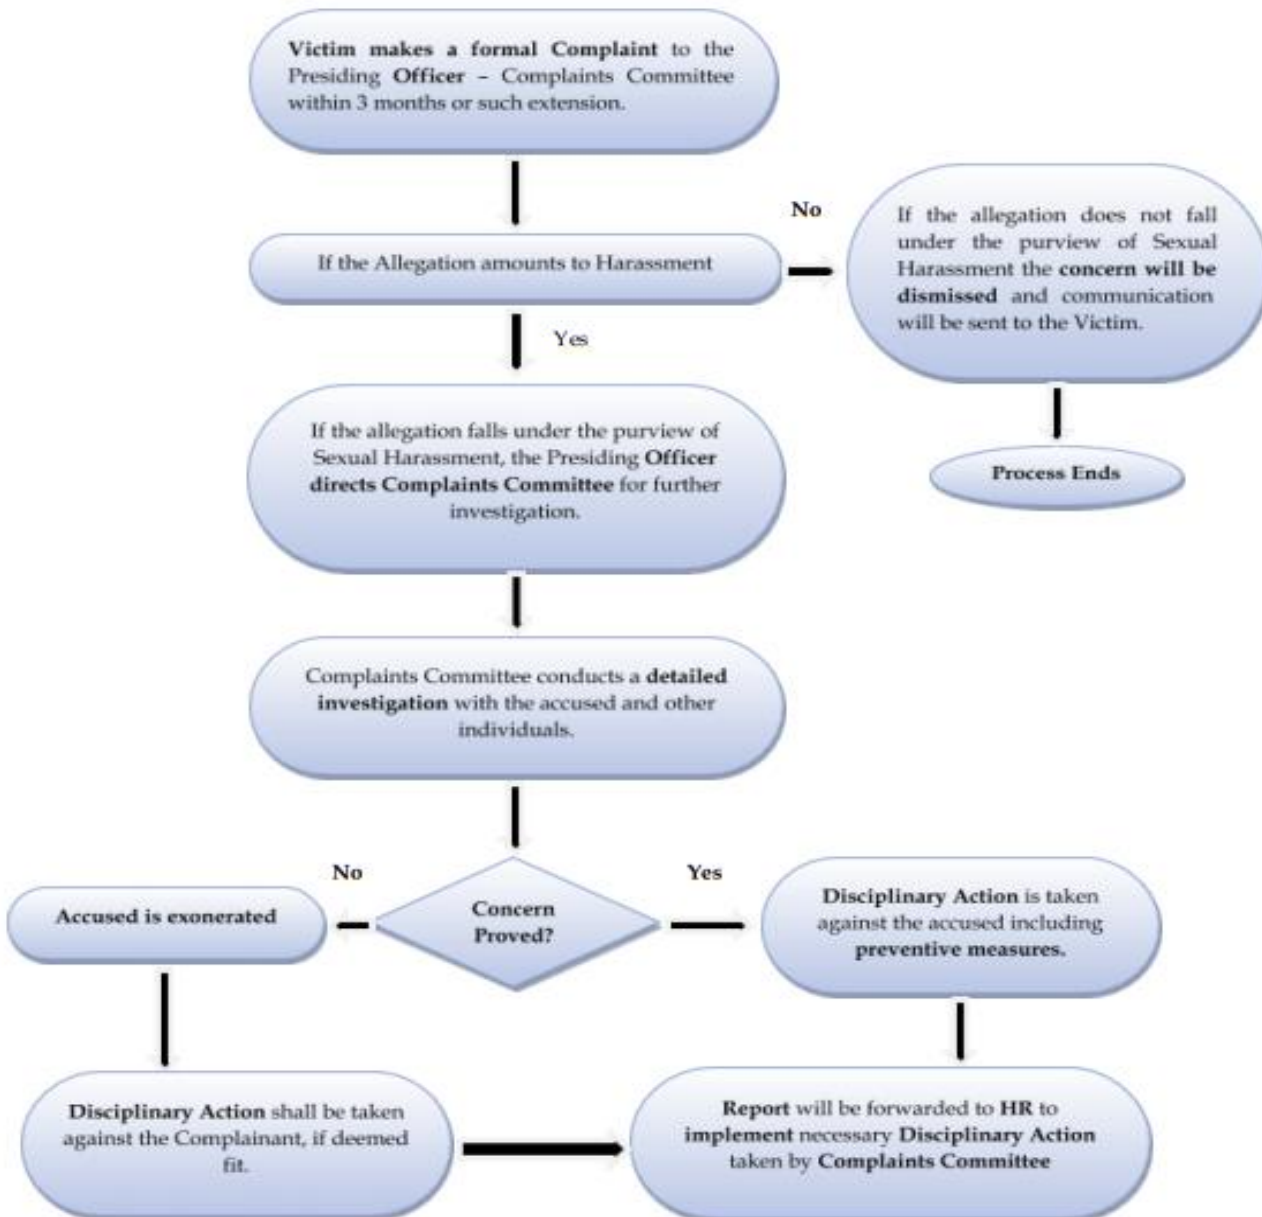 Victim makes a formal Complaint to the
Presiding Officer – Complaints Committee
within 3 months or such extension.
No
If the allegation does not fall
under the purview of Sexual
Harassment the concern will be
dismissed and communication
will be sent to the Victim.
If the Allegation amounts to Harassment
Yes
If the allegation falls under the purview of
Sexual Harassment, the Presiding Officer
directs Complaints Committee for further
investigation.
Process Ends
Complaints Committee conducts a detailed
investigation with the accused and other
individuals.
No
Yes
Accused is exonerated
Concern
Proved?
Disciplinary Action is taken
against the accused including
preventive measures.
Disciplinary Action shall be taken
against the Complainant, if deemed
fit.
Report will be forwarded to HR to
implement necessary Disciplinary Action
taken by Complaints Committee